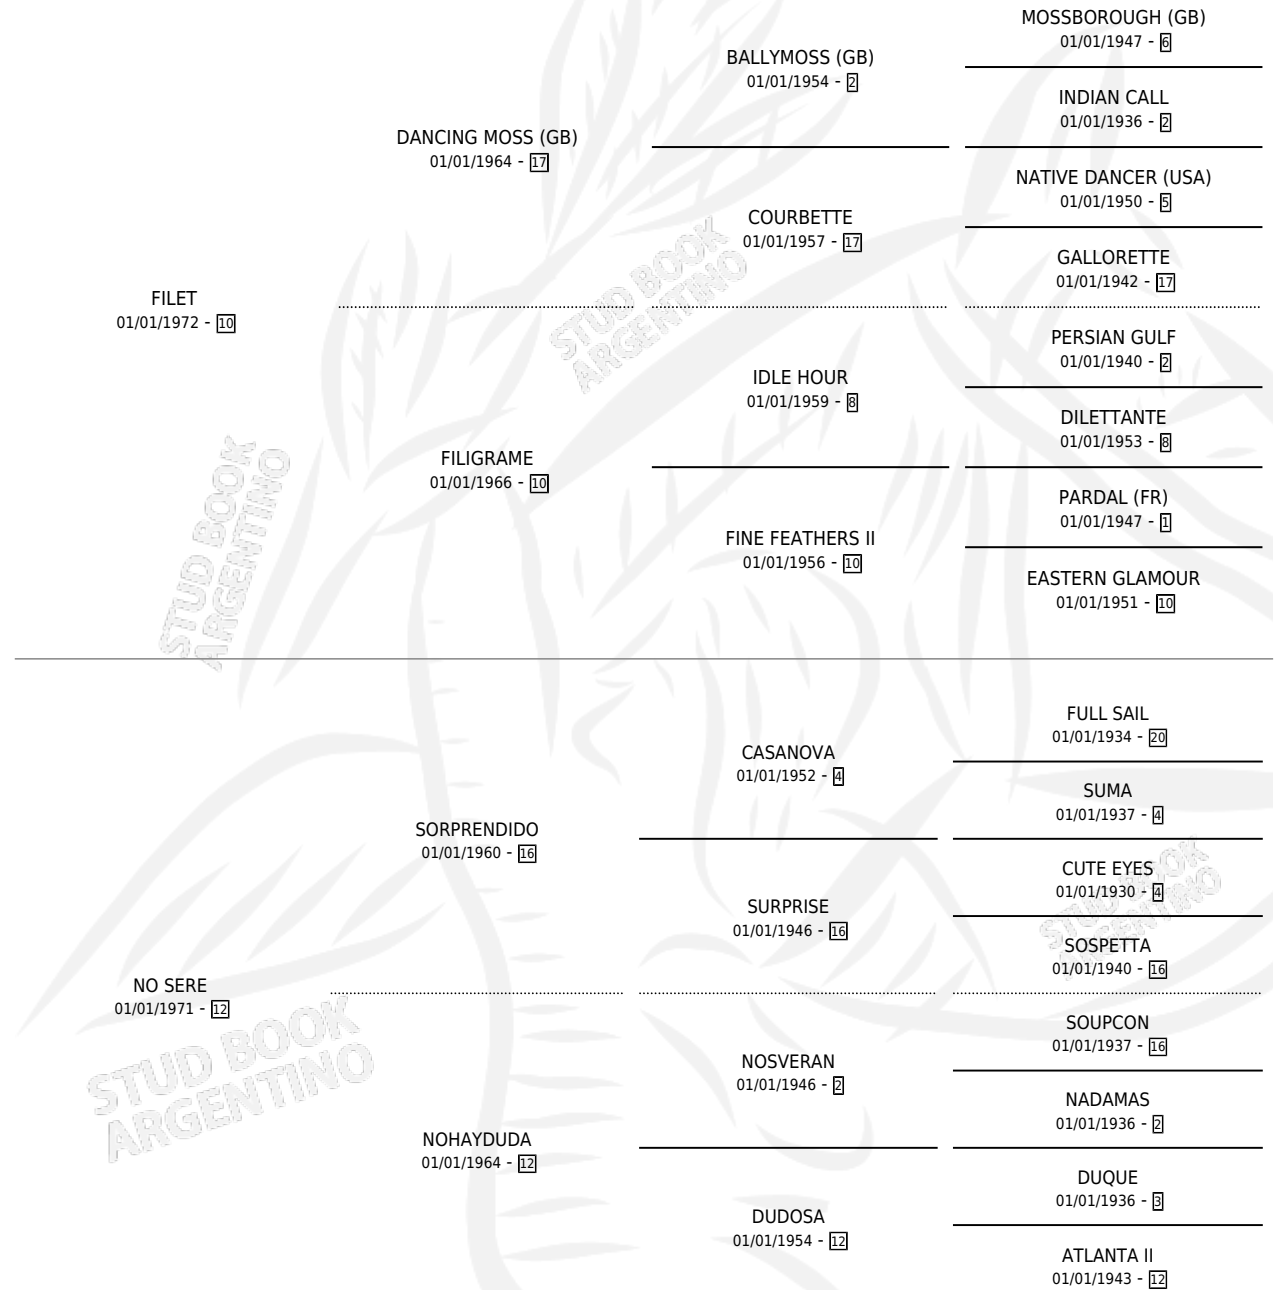 MOSSBOROUGH (GB)
01/01/1947 - 6
BALLYMOSS (GB)
01/01/1954 - 2
INDIAN CALL
01/01/1936 - 2
DANCING MOSS (GB)
01/01/1964 - 17
NATIVE DANCER (USA)
01/01/1950 - 5
COURBETTE
01/01/1957 - 17
GALLORETTE
01/01/1942 - 17
FILET
01/01/1972 - 10
PERSIAN GULF
01/01/1940 - 2
IDLE HOUR
01/01/1959 - 8
DILETTANTE
01/01/1953 - 8
FILIGRAME
01/01/1966 - 10
PARDAL (FR)
01/01/1947 - 1
FINE FEATHERS II
01/01/1956 - 10
EASTERN GLAMOUR
01/01/1951 - 10
FULL SAIL
01/01/1934 - 20
CASANOVA
01/01/1952 - 4
SUMA
01/01/1937 - 4
SORPRENDIDO
01/01/1960 - 16
CUTE EYES
01/01/1930 - 4
SURPRISE
01/01/1946 - 16
SOSPETTA
01/01/1940 - 16
NO SERE
01/01/1971 - 12
SOUPCON
01/01/1937 - 16
NOSVERAN
01/01/1946 - 2
NADAMAS
01/01/1936 - 2
NOHAYDUDA
01/01/1964 - 12
DUQUE
01/01/1936 - 3
DUDOSA
01/01/1954 - 12
ATLANTA II
01/01/1943 - 12
STUD BOOK
ARGENTINO
STUD BOOK
ARGENTINO
STUD BOOK
ARGENTINO
STUD BOOK
ARGENTINO